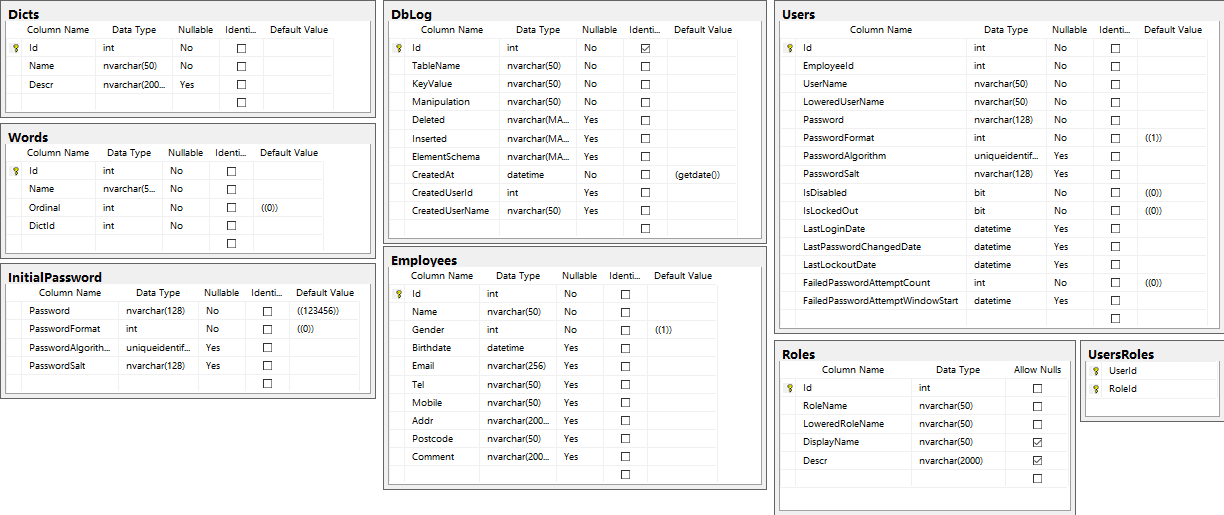 Dicts
Column Name Data Type Nullable Identi... Default Value
Id int No
Name nvarchar(50) No
Descr nvarchar(200... Yes
Words
Column Name Data Type Nullable Identi... Default Value
Id int No
Name nvarchar(5... No
Ordinal int No ((0))
DictId int No
InitialPassword
Column Name Data Type Nullable Identi... Default Value
Password nvarchar(128) No ((123456))
PasswordFormat int No ((0))
PasswordAlgorith... uniqueidentif... Yes
PasswordSalt nvarchar(128) Yes
DbLog
Column Name Data Type Nullable Identi... Default Value
Id int No
TableName nvarchar(50) No
KeyValue nvarchar(50) No
Manipulation nvarchar(50) No
Deleted nvarchar(MA... Yes
Inserted nvarchar(MA... Yes
ElementSchema nvarchar(MA... Yes
CreatedAt datetime No (getdate())
CreatedUserId int Yes
CreatedUserName nvarchar(50) Yes
Employees
Column Name Data Type Nullable Identi... Default Value
Id int No
Name nvarchar(50) No
Gender int No ((1))
Birthdate datetime Yes
Email nvarchar(256) Yes
Tel nvarchar(50) Yes
Mobile nvarchar(50) Yes
Addr nvarchar(200... Yes
Postcode nvarchar(50) Yes
Comment nvarchar(200... Yes
Users
Column Name Data Type Nullable Identi... Default Value
Id int No
EmployeeId int No
UserName nvarchar(50) No
LoweredUserName nvarchar(50) No
Password nvarchar(128) No
PasswordFormat int No ((1))
PasswordAlgorithm uniqueidentif... Yes
PasswordSalt nvarchar(128) Yes
IsDisabled bit No ((0))
IsLockedOut bit No ((0))
LastLoginDate datetime Yes
LastPasswordChangedDate datetime Yes
LastLockoutDate datetime Yes
FailedPasswordAttemptCount int No ((0))
FailedPasswordAttemptWindowStart datetime Yes
Roles
Column Name Data Type Allow Nulls
Id int
RoleName nvarchar(50)
LoweredRoleName nvarchar(50)
DisplayName nvarchar(50)
Descr nvarchar(2000)
UsersRoles
UserId
RoleId